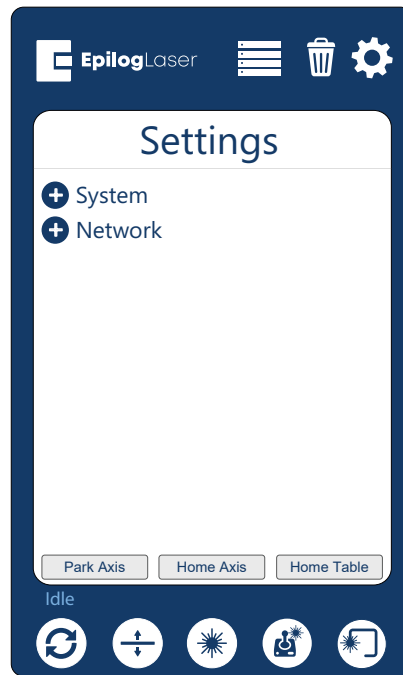 EpilogLaser
Settings
System
Network
Park Axis Home Axis Home Table
Idle